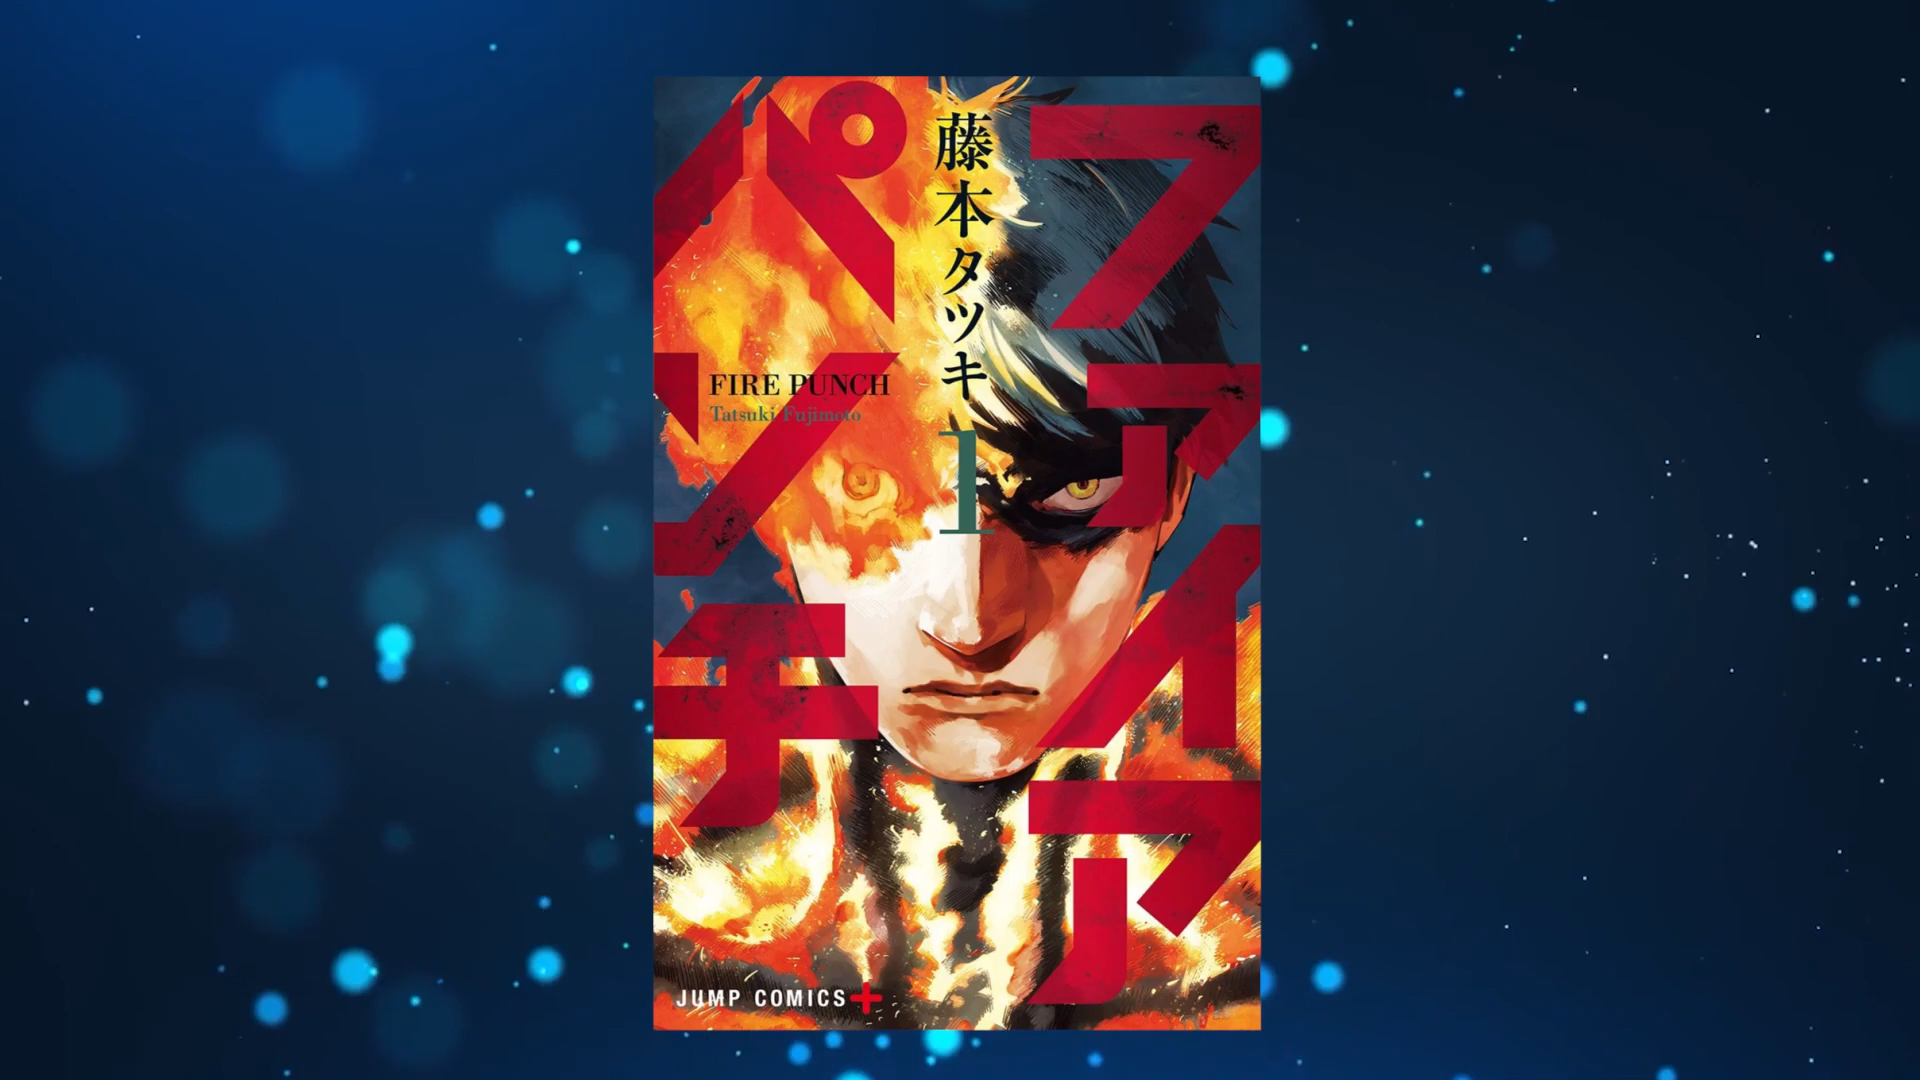 ファイア
パンチ
藤本タツキ
1
FIRE PUNCH
Tatsuki Fujimoto
JUMP COMICS+